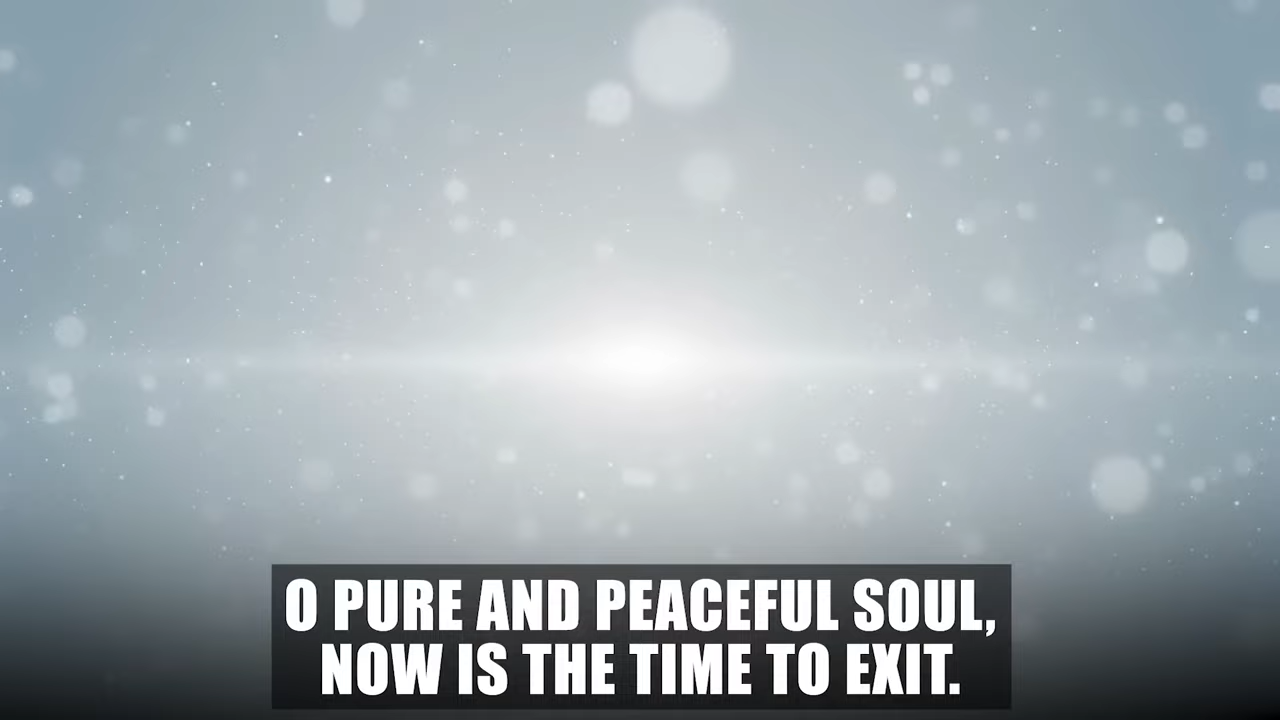 O PURE AND PEACEFUL SOUL,
NOW IS THE TIME TO EXIT.